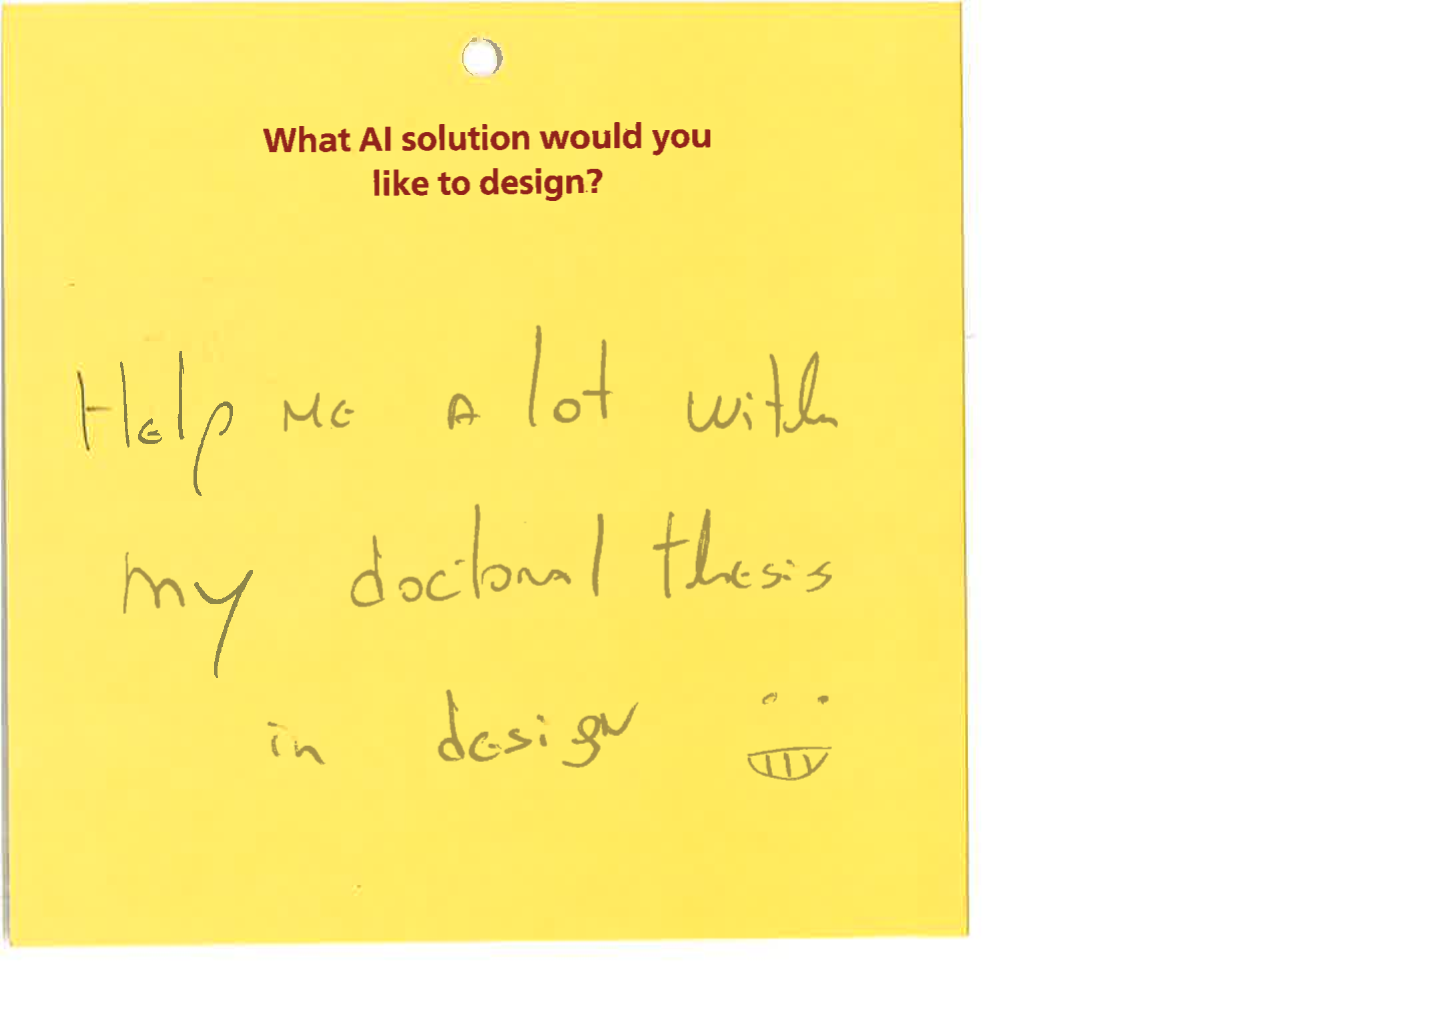 What AI solution would you
like to design?
Help me a lot with
my doctoral thesis
in design